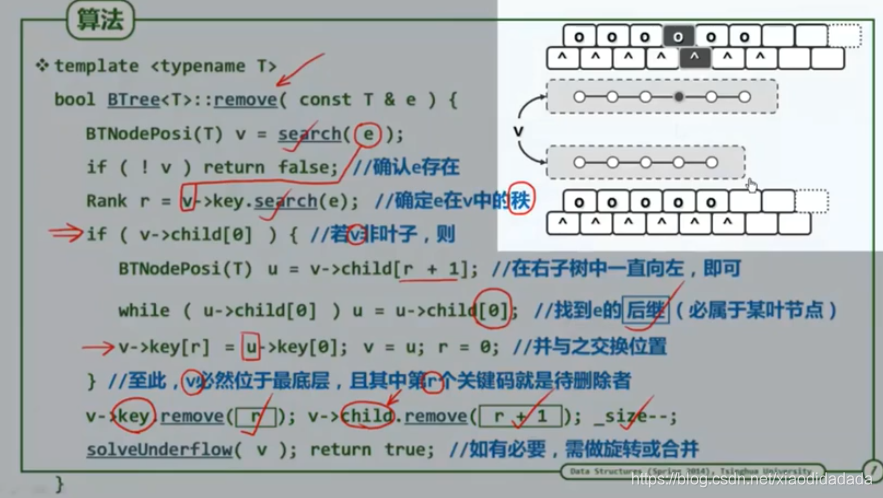 算法
❖ template <typename T>
bool BTree<T>::remove( const T & e ) {
BTNodePosi(T) v = search( e );
if ( ! v ) return false; //确认e存在
Rank r = v->key.search(e); //确定e在v中的秩
if ( v->child[0] ) { //若v非叶子，则
BTNodePosi(T) u = v->child[r + 1]; //在右子树中一直向左，即可
while ( u->child[0] ) u = u->child[0]; //找到e的后继（必属于某叶节点）
v->key[r] = u->key[0]; v = u; r = 0; //并与之交换位置
} //至此，v必然位于最底层，且其中第r个关键码就是待删除者
v->key.remove( r ); v->child.remove( r + 1 ); _size--;
solveUnderflow( v ); return true; //如有必要，需做旋转或合并
}
o o o o o o
^ ^ ^ ^ ^ ^ ^
v
o o o o o
^ ^ ^ ^ ^ ^
Data Structures (Spring 2014), Tsinghua University
https://blog.csdn.net/xiaodidadada